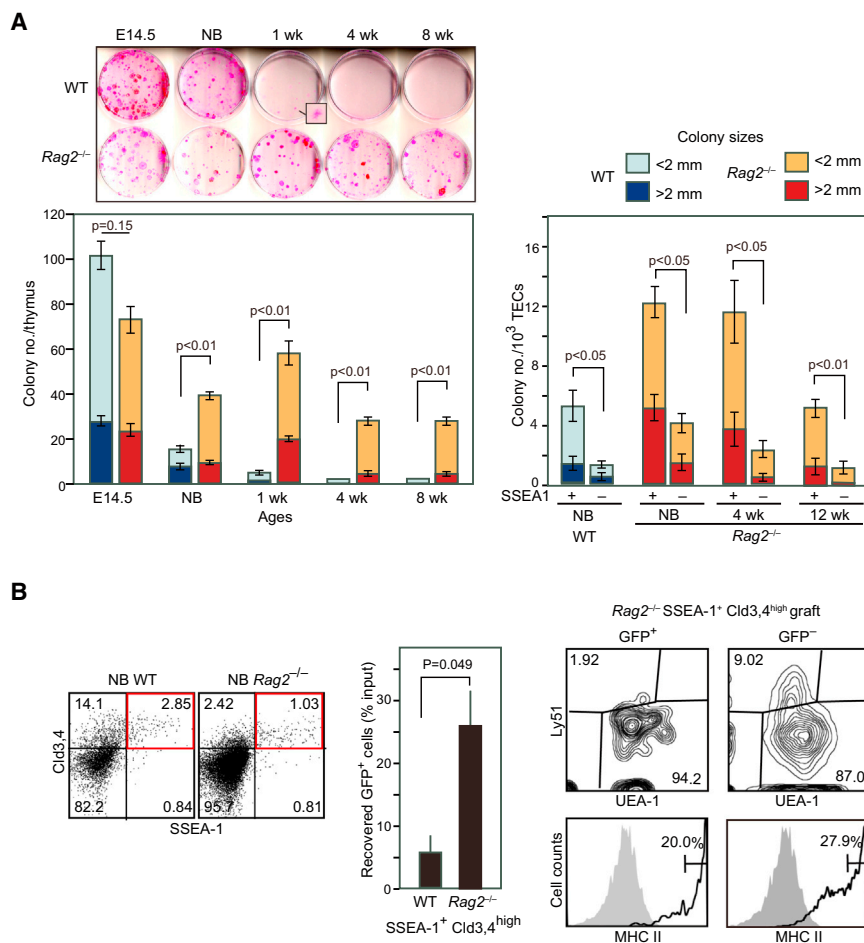 A
E14.5 NB 1 wk 4 wk 8 wk
WT
Rag2–/–
Colony sizes
WT <2 mm >2 mm
Rag2–/– <2 mm >2 mm
Colony no./thymus
120
100
80
60
40
20
0
p=0.15
p<0.01
p<0.01
p<0.01
p<0.01
E14.5 NB 1 wk 4 wk 8 wk
Ages
Colony no./10³ TECs
16
12
8
4
0
p<0.05
p<0.05
p<0.05
p<0.01
SSEA1 + – + – + – + –
NB NB 4 wk 12 wk
WT Rag2–/–
B
NB WT NB Rag2–/–
14.1 2.85 2.42 1.03
82.2 0.84 95.7 0.81
Cld3,4
SSEA-1
Recovered GFP+ cells (% input)
30
20
10
0
P=0.049
WT Rag2–/–
SSEA-1+ Cld3,4high
Rag2–/– SSEA-1+ Cld3,4high graft
GFP+ GFP–
1.92 9.02
Ly51
94.2 87.0
UEA-1 UEA-1
Cell counts
20.0% 27.9%
MHC II MHC II